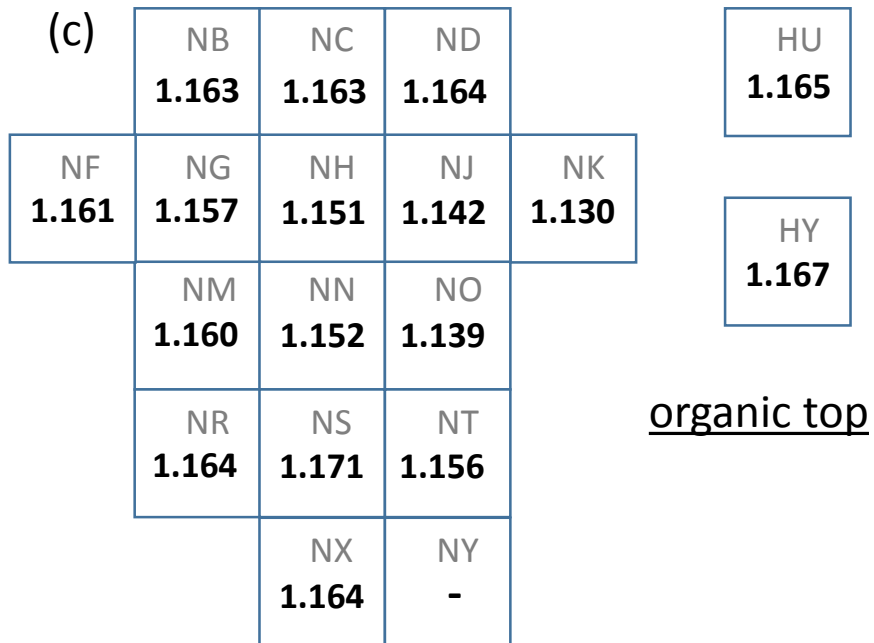 (c)
NB NC ND HU
1.163 1.163 1.164 1.165
NF NG NH NJ NK
1.161 1.157 1.151 1.142 1.130
HY
1.167
NM NN NO
1.160 1.152 1.139
organic top
NR NS NT
1.164 1.171 1.156
NX NY
1.164 -